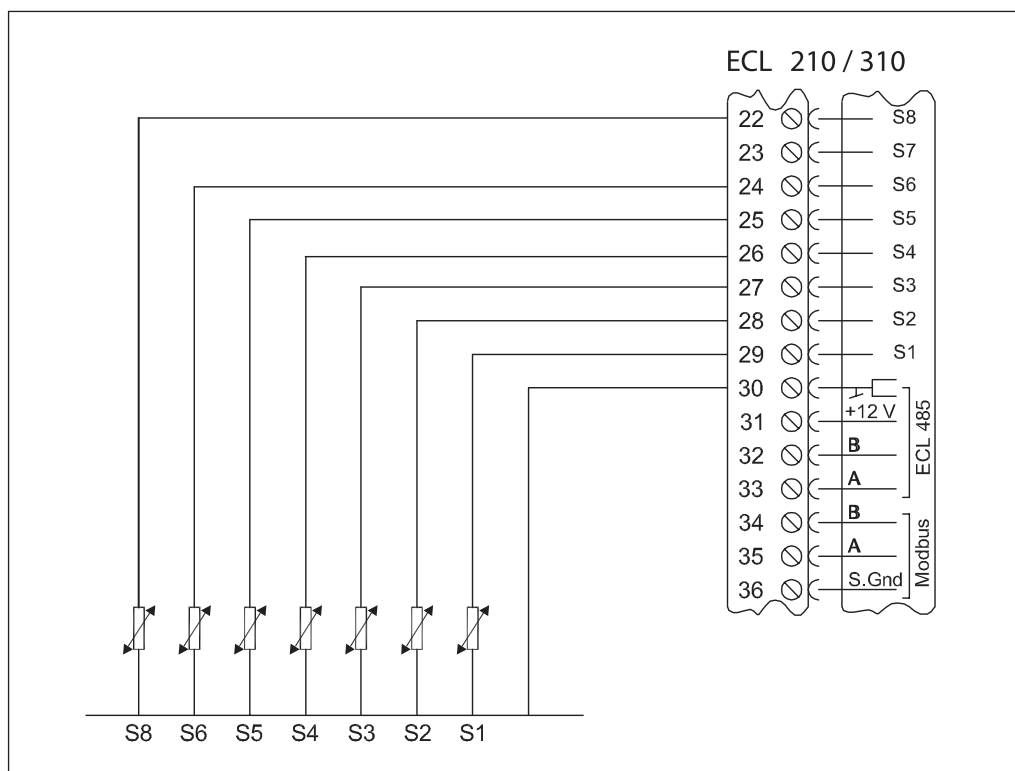 ECL 210 / 310
22 S8
23 S7
24 S6
25 S5
26 S4
27 S3
28 S2
29 S1
30
31 +12 V
32 B
33 A
ECL 485
34 B
35 A
36 S.Gnd
Modbus
S8 S6 S5 S4 S3 S2 S1